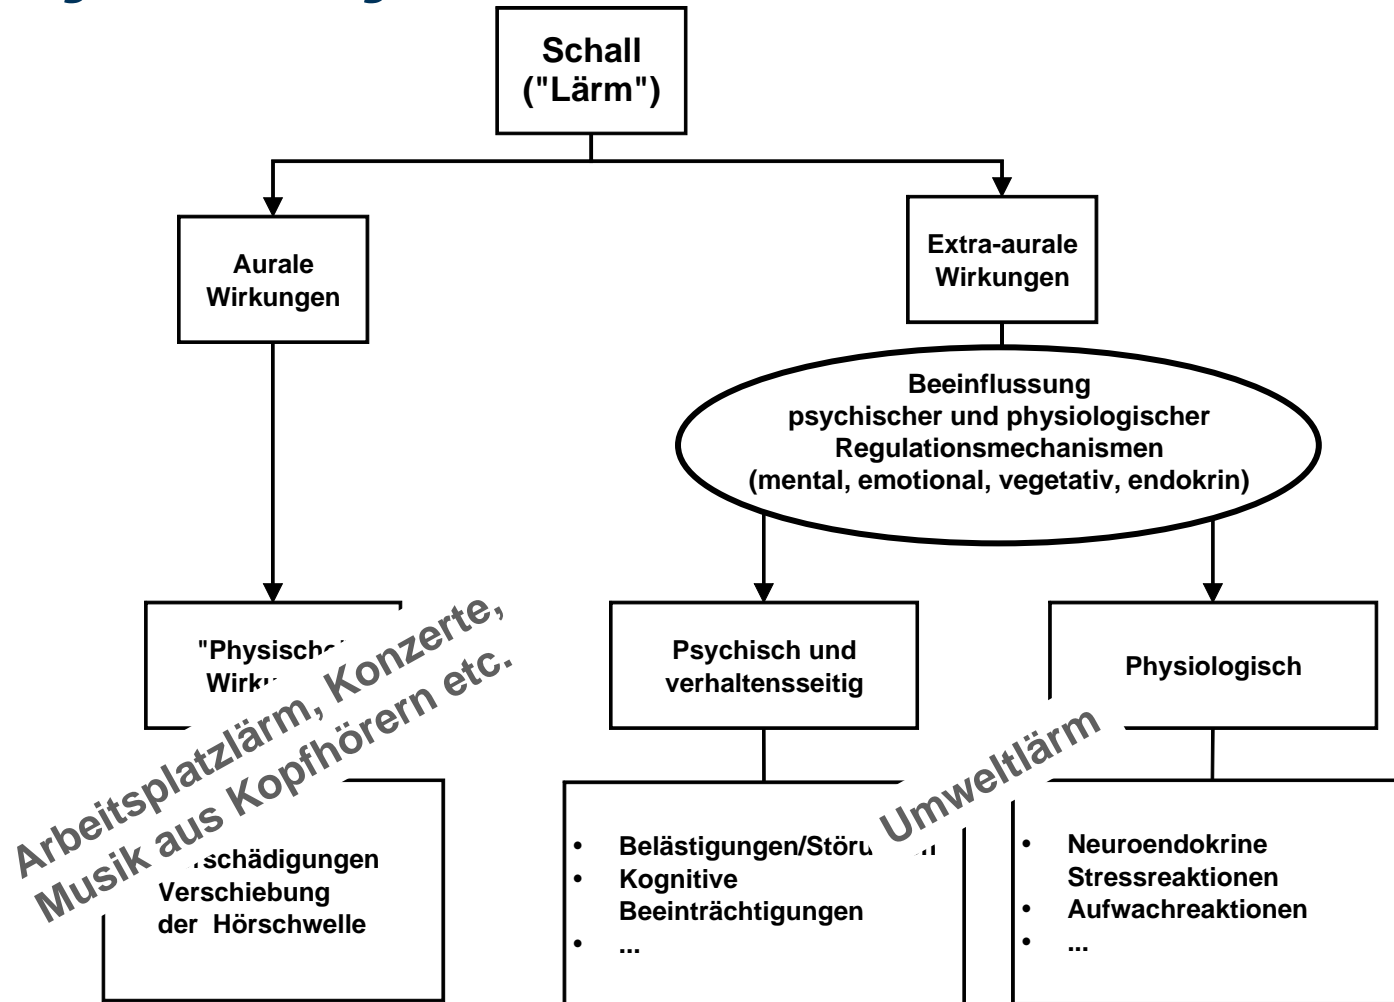 Schall
("Lärm")
Aurale
Wirkungen
Extra-aurale
Wirkungen
Beeinflussung
psychischer und physiologischer
Regulationsmechanismen
(mental, emotional, vegetativ, endokrin)
Psychisch und
verhaltensseitig
Physiologisch
Arbeitsplatzlärm, Konzerte,
Musik aus Kopfhörern etc.
Umweltlärm
Verschiebung
der Hörschwelle
• Belästigungen/
• Kognitive
Beeinträchtigungen
• ...
• Neuroendokrine
Stressreaktionen
• Aufwachreaktionen
• ...